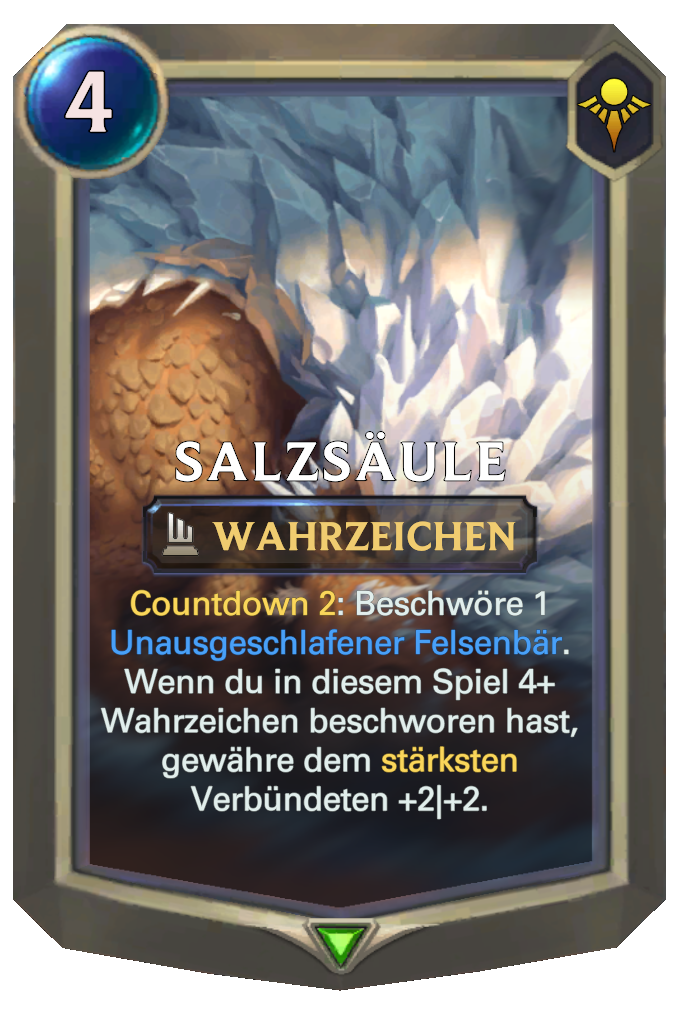 4
SALZSÄULE
WAHRZEICHEN
Countdown 2: Beschwöre 1
Unausgeschlafener Felsenbär.
Wenn du in diesem Spiel 4+
Wahrzeichen beschworen hast,
gewähre dem stärksten
Verbündeten +2|+2.